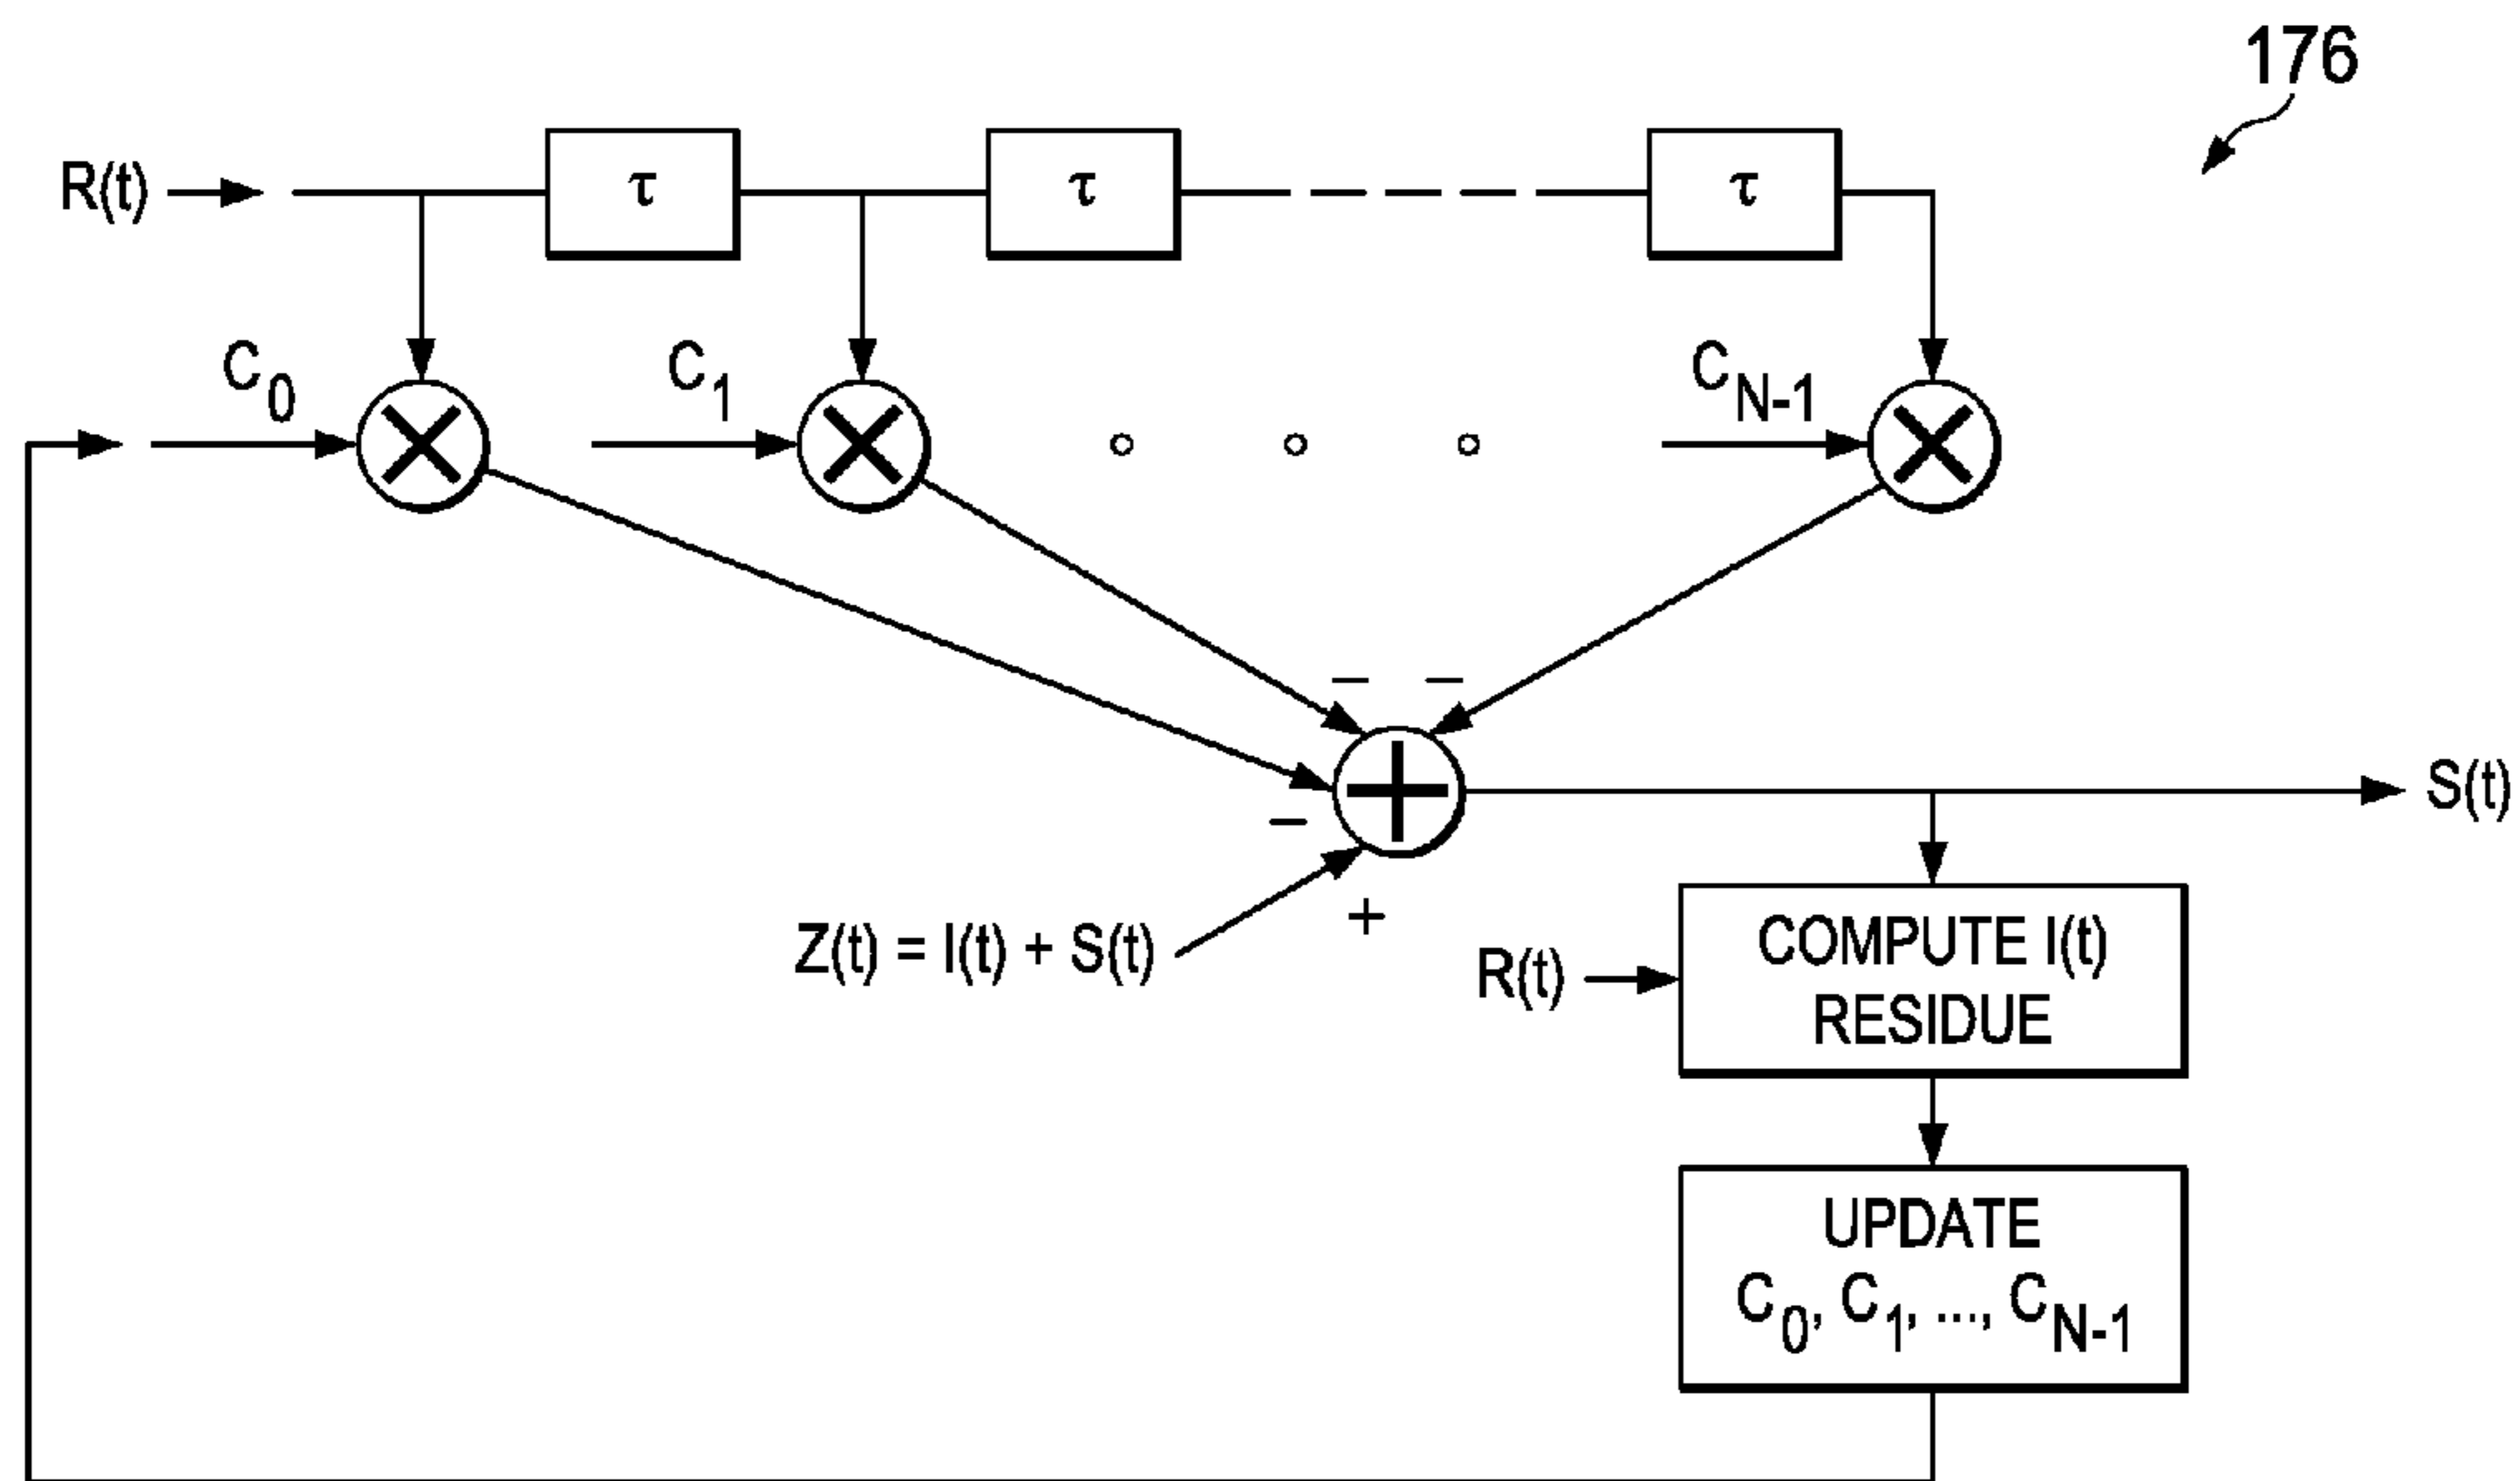 176
R(t)
τ
τ
τ
C0
C1
CN-1
− −
−
+
S(t)
Z(t) = I(t) + S(t)
R(t)
COMPUTE I(t)
RESIDUE
UPDATE
C0, C1, ..., CN-1